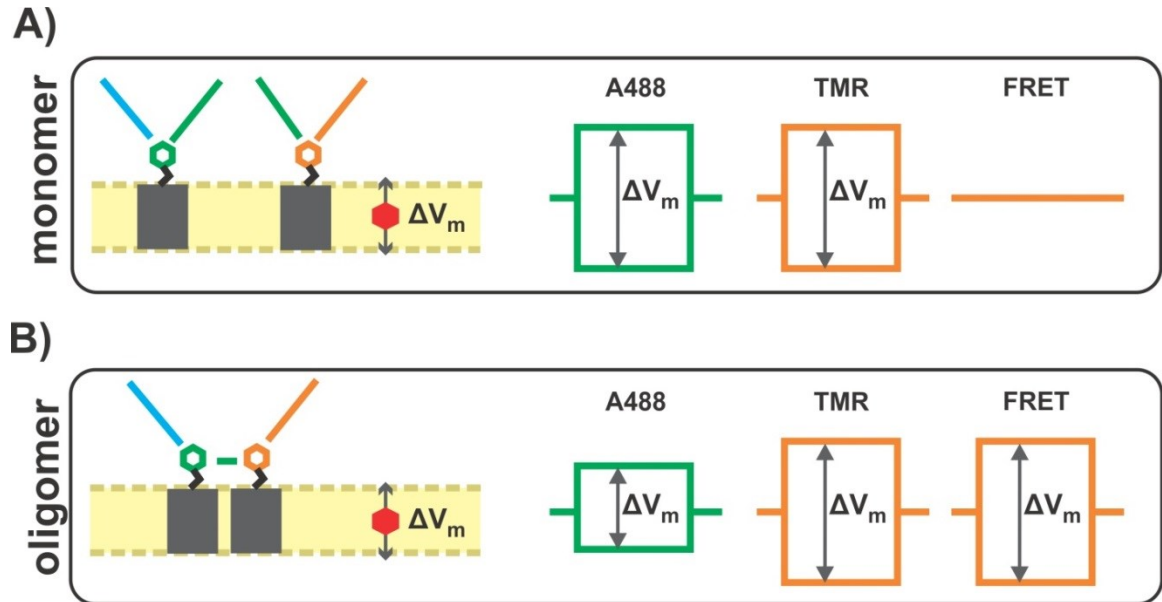 A)
monomer
A488 TMR FRET
ΔVm ΔVm ΔVm
B)
oligomer
A488 TMR FRET
ΔVm ΔVm ΔVm ΔVm